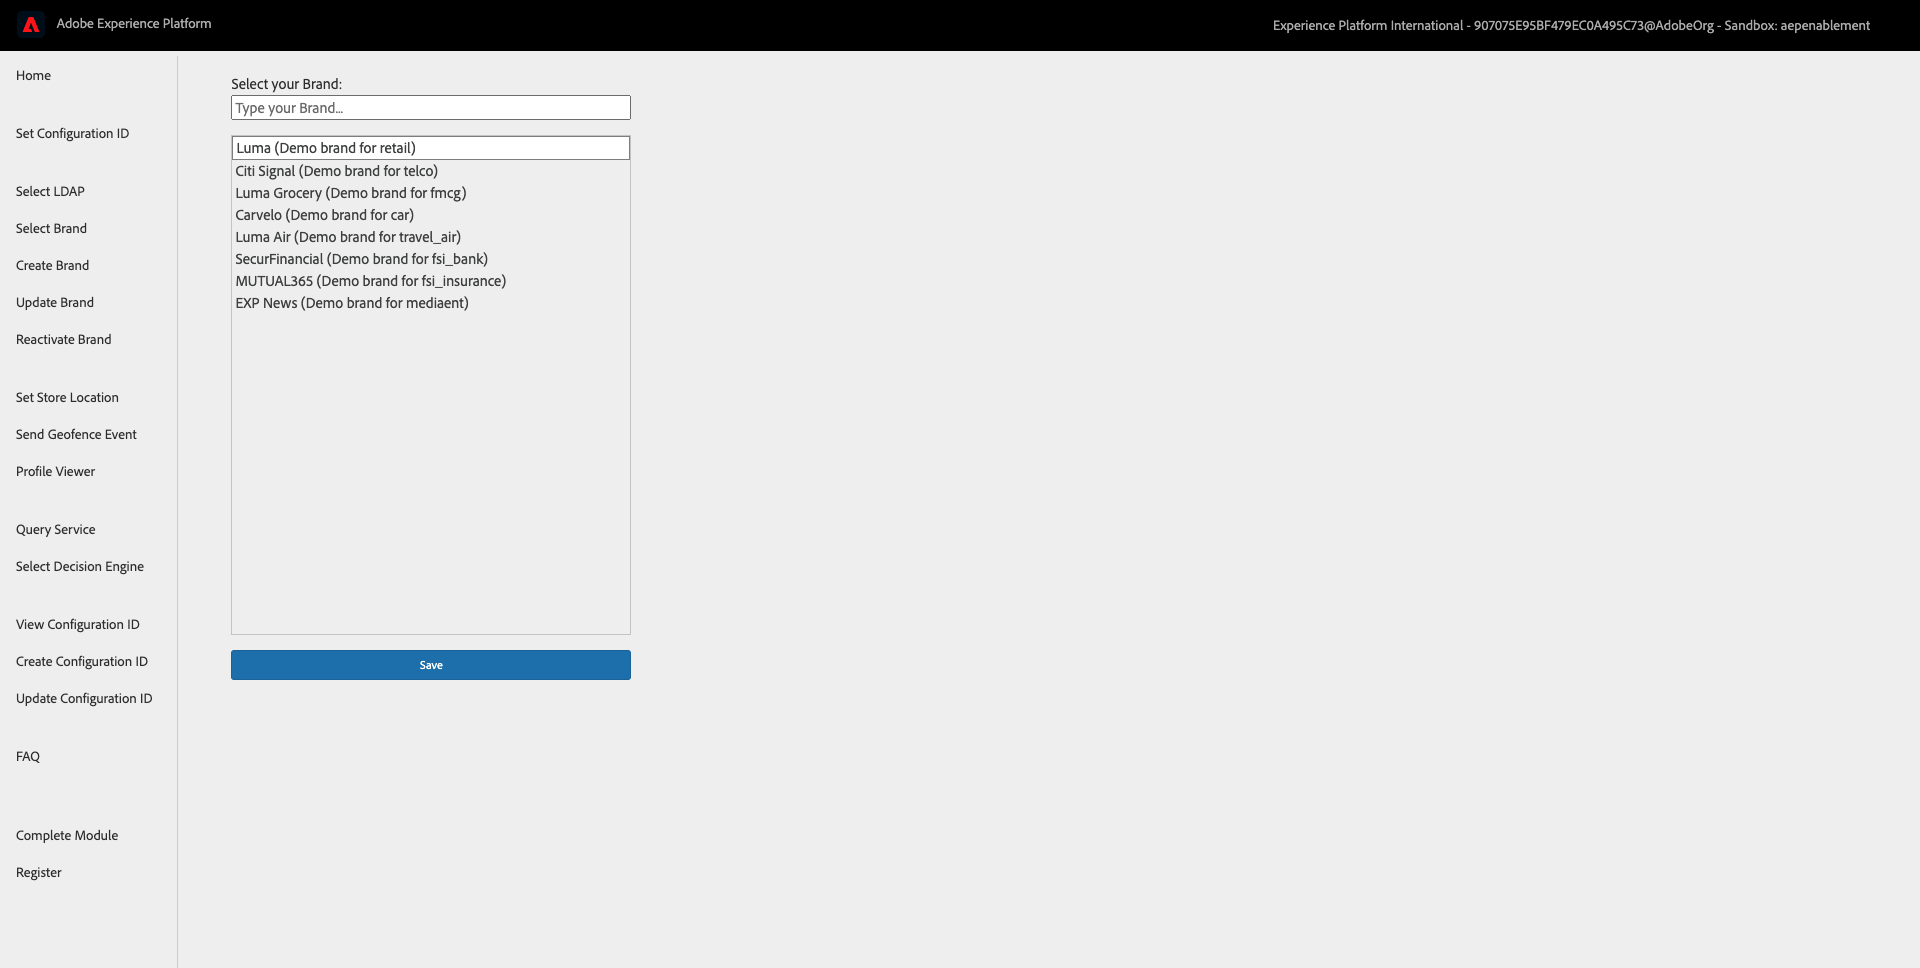 Adobe Experience Platform
Experience Platform International - 907075E95BF479EC0A495C73@AdobeOrg - Sandbox: aepenablement
Home
Set Configuration ID
Select LDAP
Select Brand
Create Brand
Update Brand
Reactivate Brand
Set Store Location
Send Geofence Event
Profile Viewer
Query Service
Select Decision Engine
View Configuration ID
Create Configuration ID
Update Configuration ID
FAQ
Complete Module
Register
Select your Brand:
Type your Brand...
Luma (Demo brand for retail)
Citi Signal (Demo brand for telco)
Luma Grocery (Demo brand for fmcg)
Carvelo (Demo brand for car)
Luma Air (Demo brand for travel_air)
SecurFinancial (Demo brand for fsi_bank)
MUTUAL365 (Demo brand for fsi_insurance)
EXP News (Demo brand for mediaent)
Save